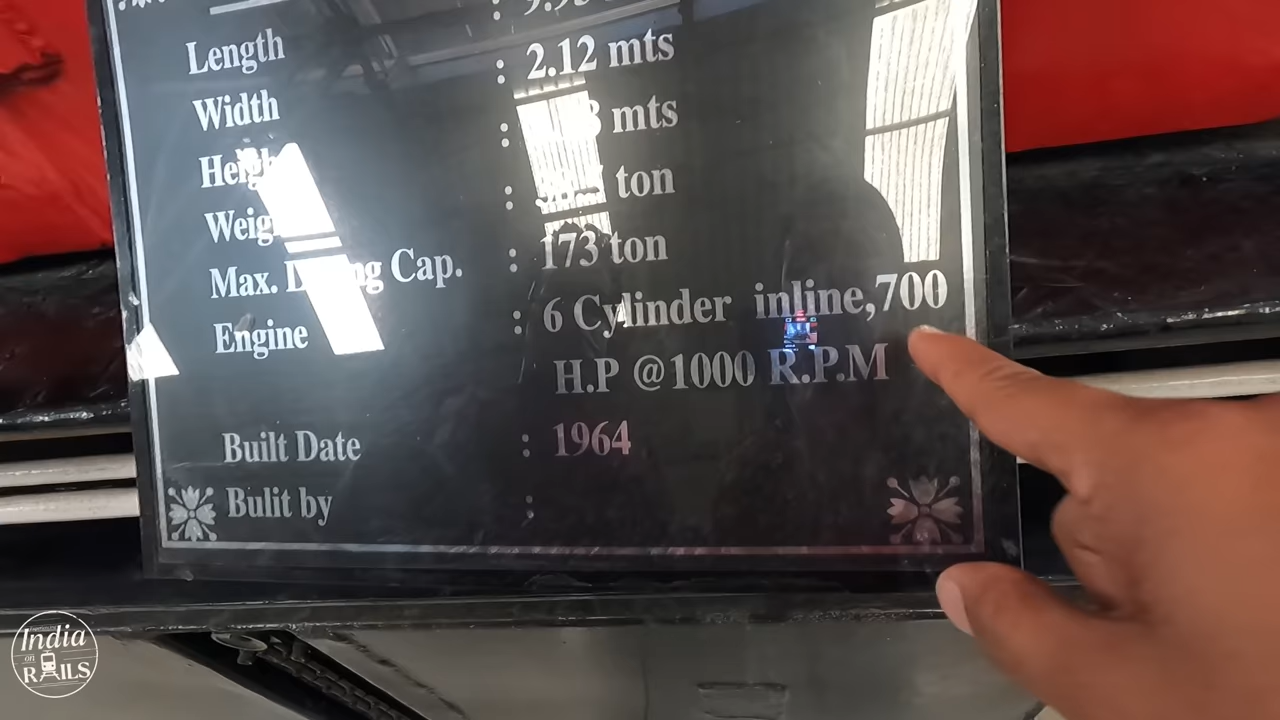 Length : 2.12 mts
Width : mts
ton
Max. Cap. : 173 ton
Engine : 6 Cylinder inline,700
H.P @1000 R.P.M
Built Date : 1964
Bulit by :
India
on
RAILS